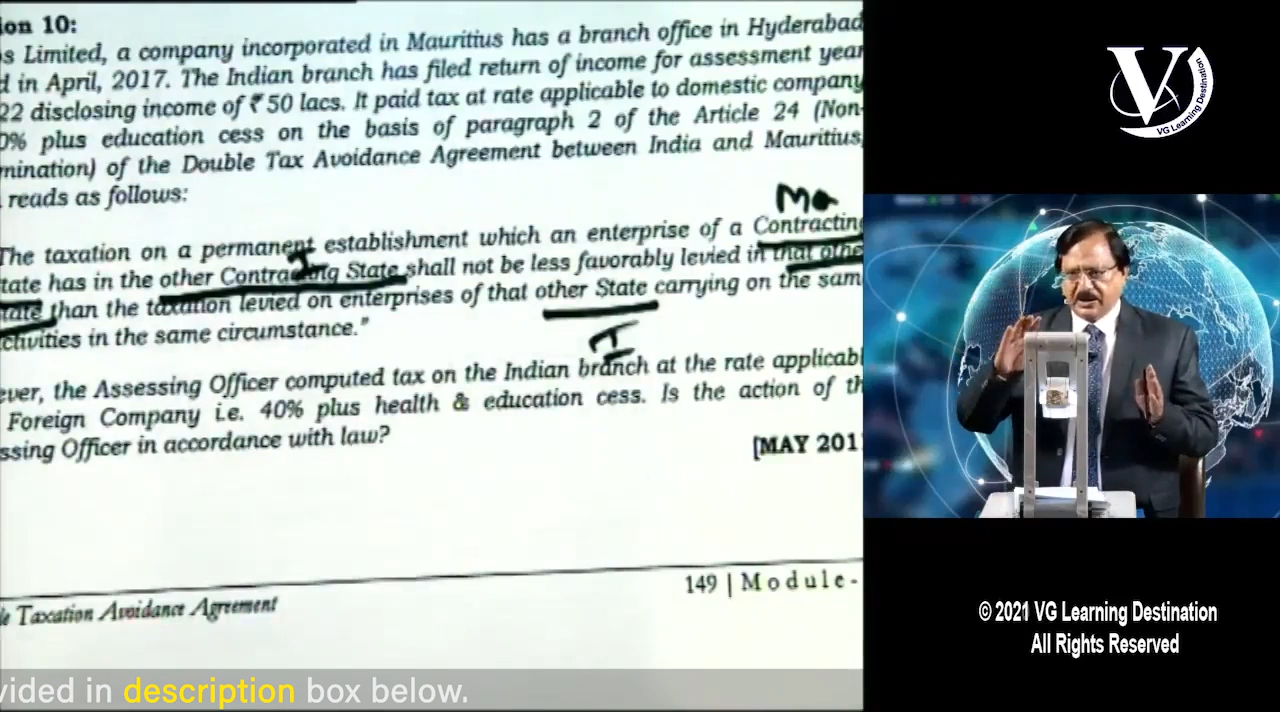 ion 10:
s Limited, a company incorporated in Mauritius has a branch office in Hyderabad
d in April, 2017. The Indian branch has filed return of income for assessment year
22 disclosing income of ₹ 50 lacs. It paid tax at rate applicable to domestic company
0% plus education cess on the basis of paragraph 2 of the Article 24 (Non-
mination) of the Double Tax Avoidance Agreement between India and Mauritius,
reads as follows:
Ma
The taxation on a permanent establishment which an enterprise of a Contracting
I
tate has in the other Contracting State shall not be less favorably levied in that othe
tate than the taxation levied on enterprises of that other State carrying on the sam
ctivities in the same circumstance."
I
ever, the Assessing Officer computed tax on the Indian branch at the rate applicabl
Foreign Company i.e. 40% plus health & education cess. Is the action of th
ssing Officer in accordance with law?
[MAY 201
149 | Module-
le Taxation Avoidance Agreement
vided in description box below.
V
VG Learning Destination
© 2021 VG Learning Destination
All Rights Reserved